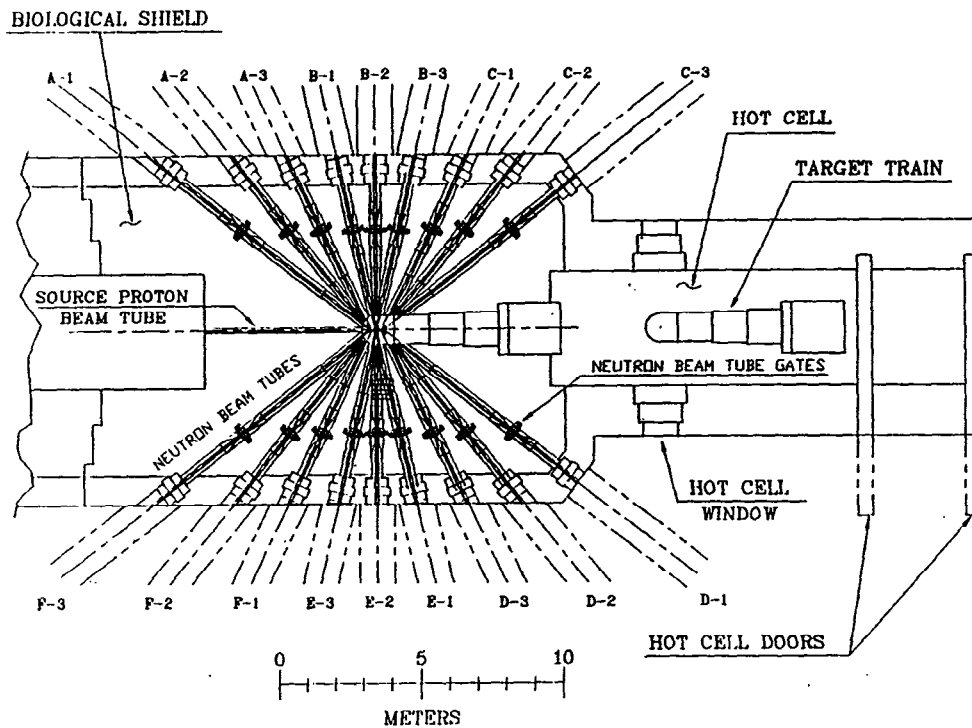 BIOLOGICAL SHIELD
A-1 A-2 A-3 B-1 B-2 B-3 C-1 C-2 C-3
HOT CELL
TARGET TRAIN
SOURCE PROTON
BEAM TUBE
NEUTRON BEAM TUBES
NEUTRON BEAM TUBE GATES
HOT CELL
WINDOW
F-3 F-2 F-1 E-3 E-2 E-1 D-3 D-2 D-1
HOT CELL DOORS
0 5 10
METERS